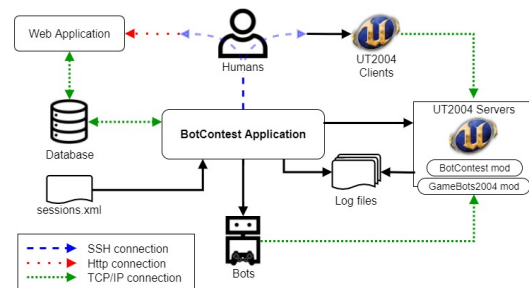 Web Application
Humans
UT2004
Clients
UT2004 Servers
BotContest Application
Database
BotContest mod
GameBots2004 mod
sessions.xml
Log files
Bots
SSH connection
Http connection
TCP/IP connection